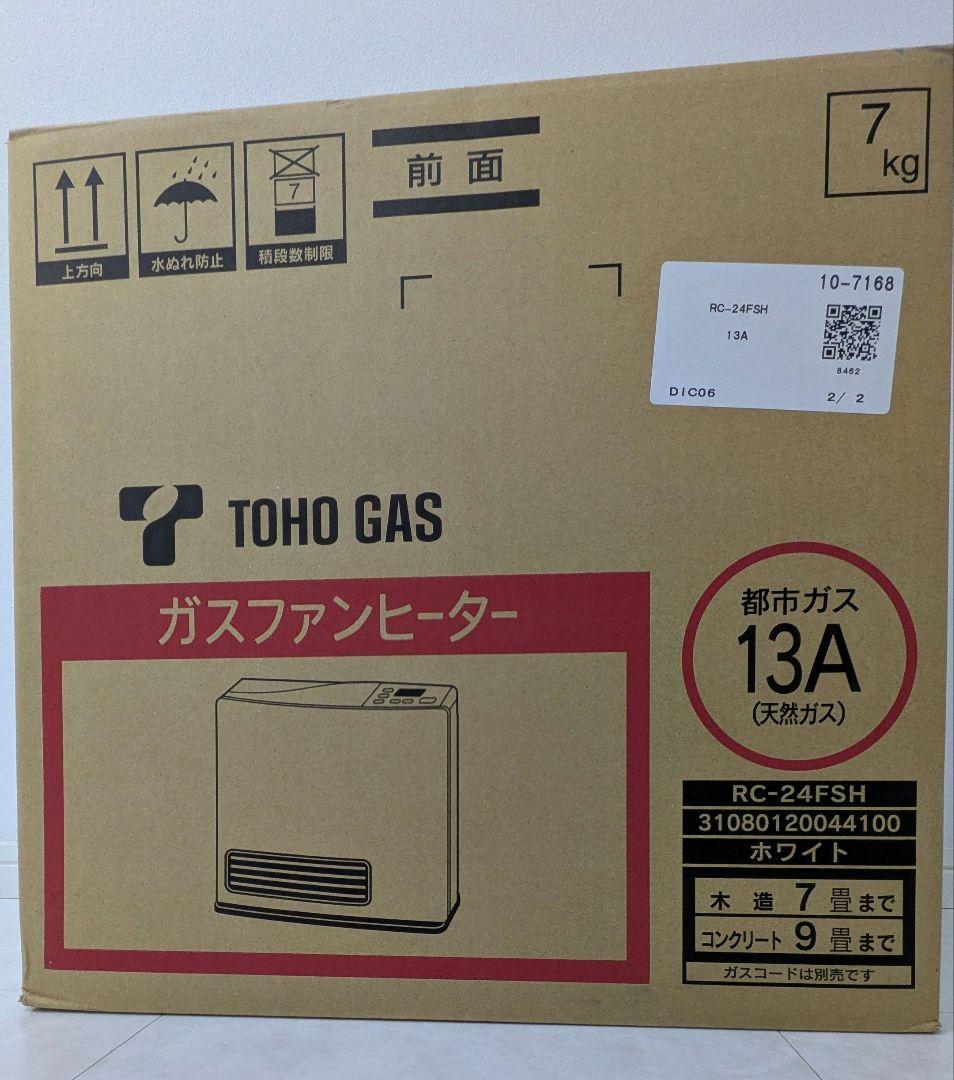 上方向
水ぬれ防止
7
積段数制限
前面
7
kg
10-7168
RC-24FSH
13A
8462
DIC06
2/ 2
TOHO GAS
ガスファンヒーター
都市ガス
13A
(天然ガス)
RC-24FSH
31080120044100
ホワイト
木造 7畳まで
コンクリート 9畳まで
ガスコードは別売です